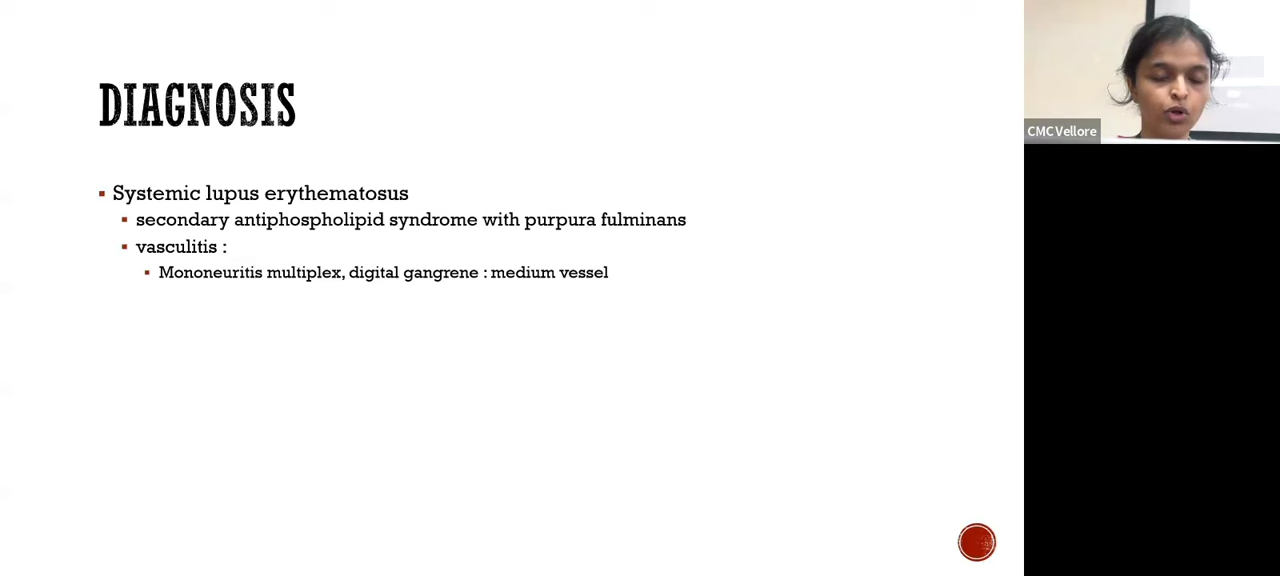 DIAGNOSIS
Systemic lupus erythematosus
secondary antiphospholipid syndrome with purpura fulminans
vasculitis :
Mononeuritis multiplex, digital gangrene : medium vessel
CMC Vellore